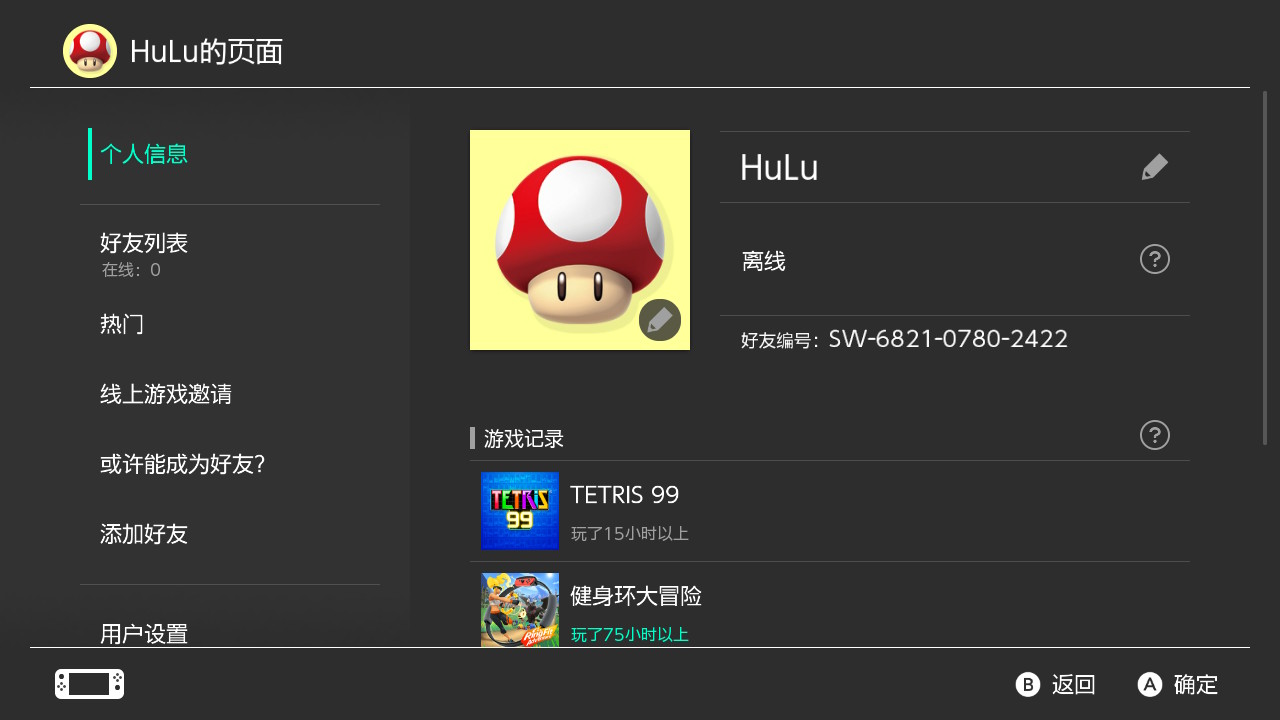 HuLu的页面
个人信息
好友列表
在线：0
热门
线上游戏邀请
或许能成为好友?
添加好友
用户设置
HuLu
离线
?
好友编号：SW-6821-0780-2422
游戏记录
?
TETRIS 99
TETRIS 99
玩了15小时以上
RingFit Adventure
健身环大冒险
玩了75小时以上
B 返回
A 确定